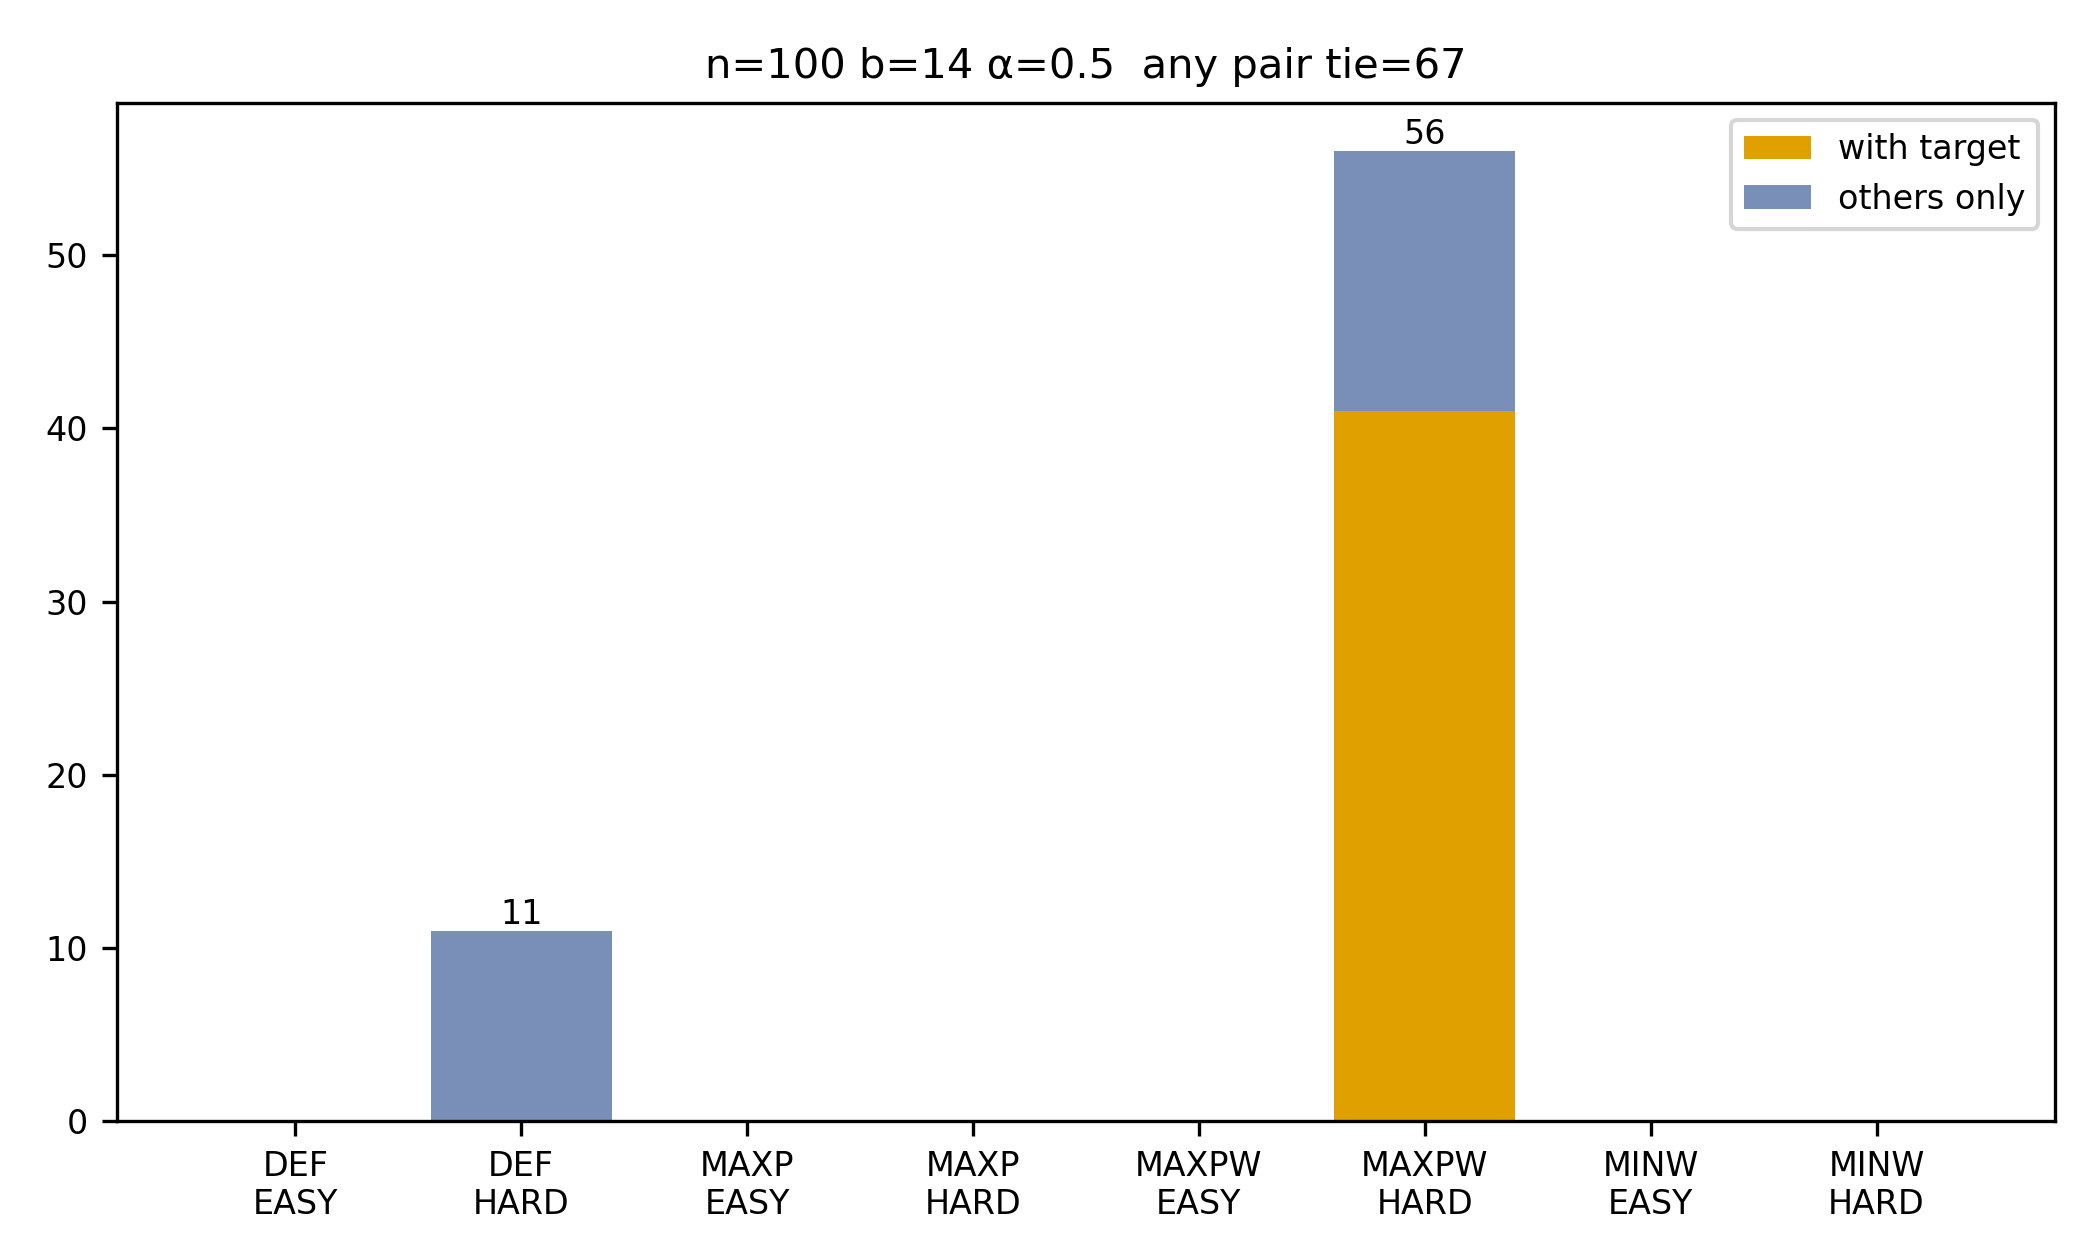 n=100 b=14 α=0.5  any pair tie=67
with target
others only
56
11
50
40
30
20
10
0
DEF
EASY
DEF
HARD
MAXP
EASY
MAXP
HARD
MAXPW
EASY
MAXPW
HARD
MINW
EASY
MINW
HARD